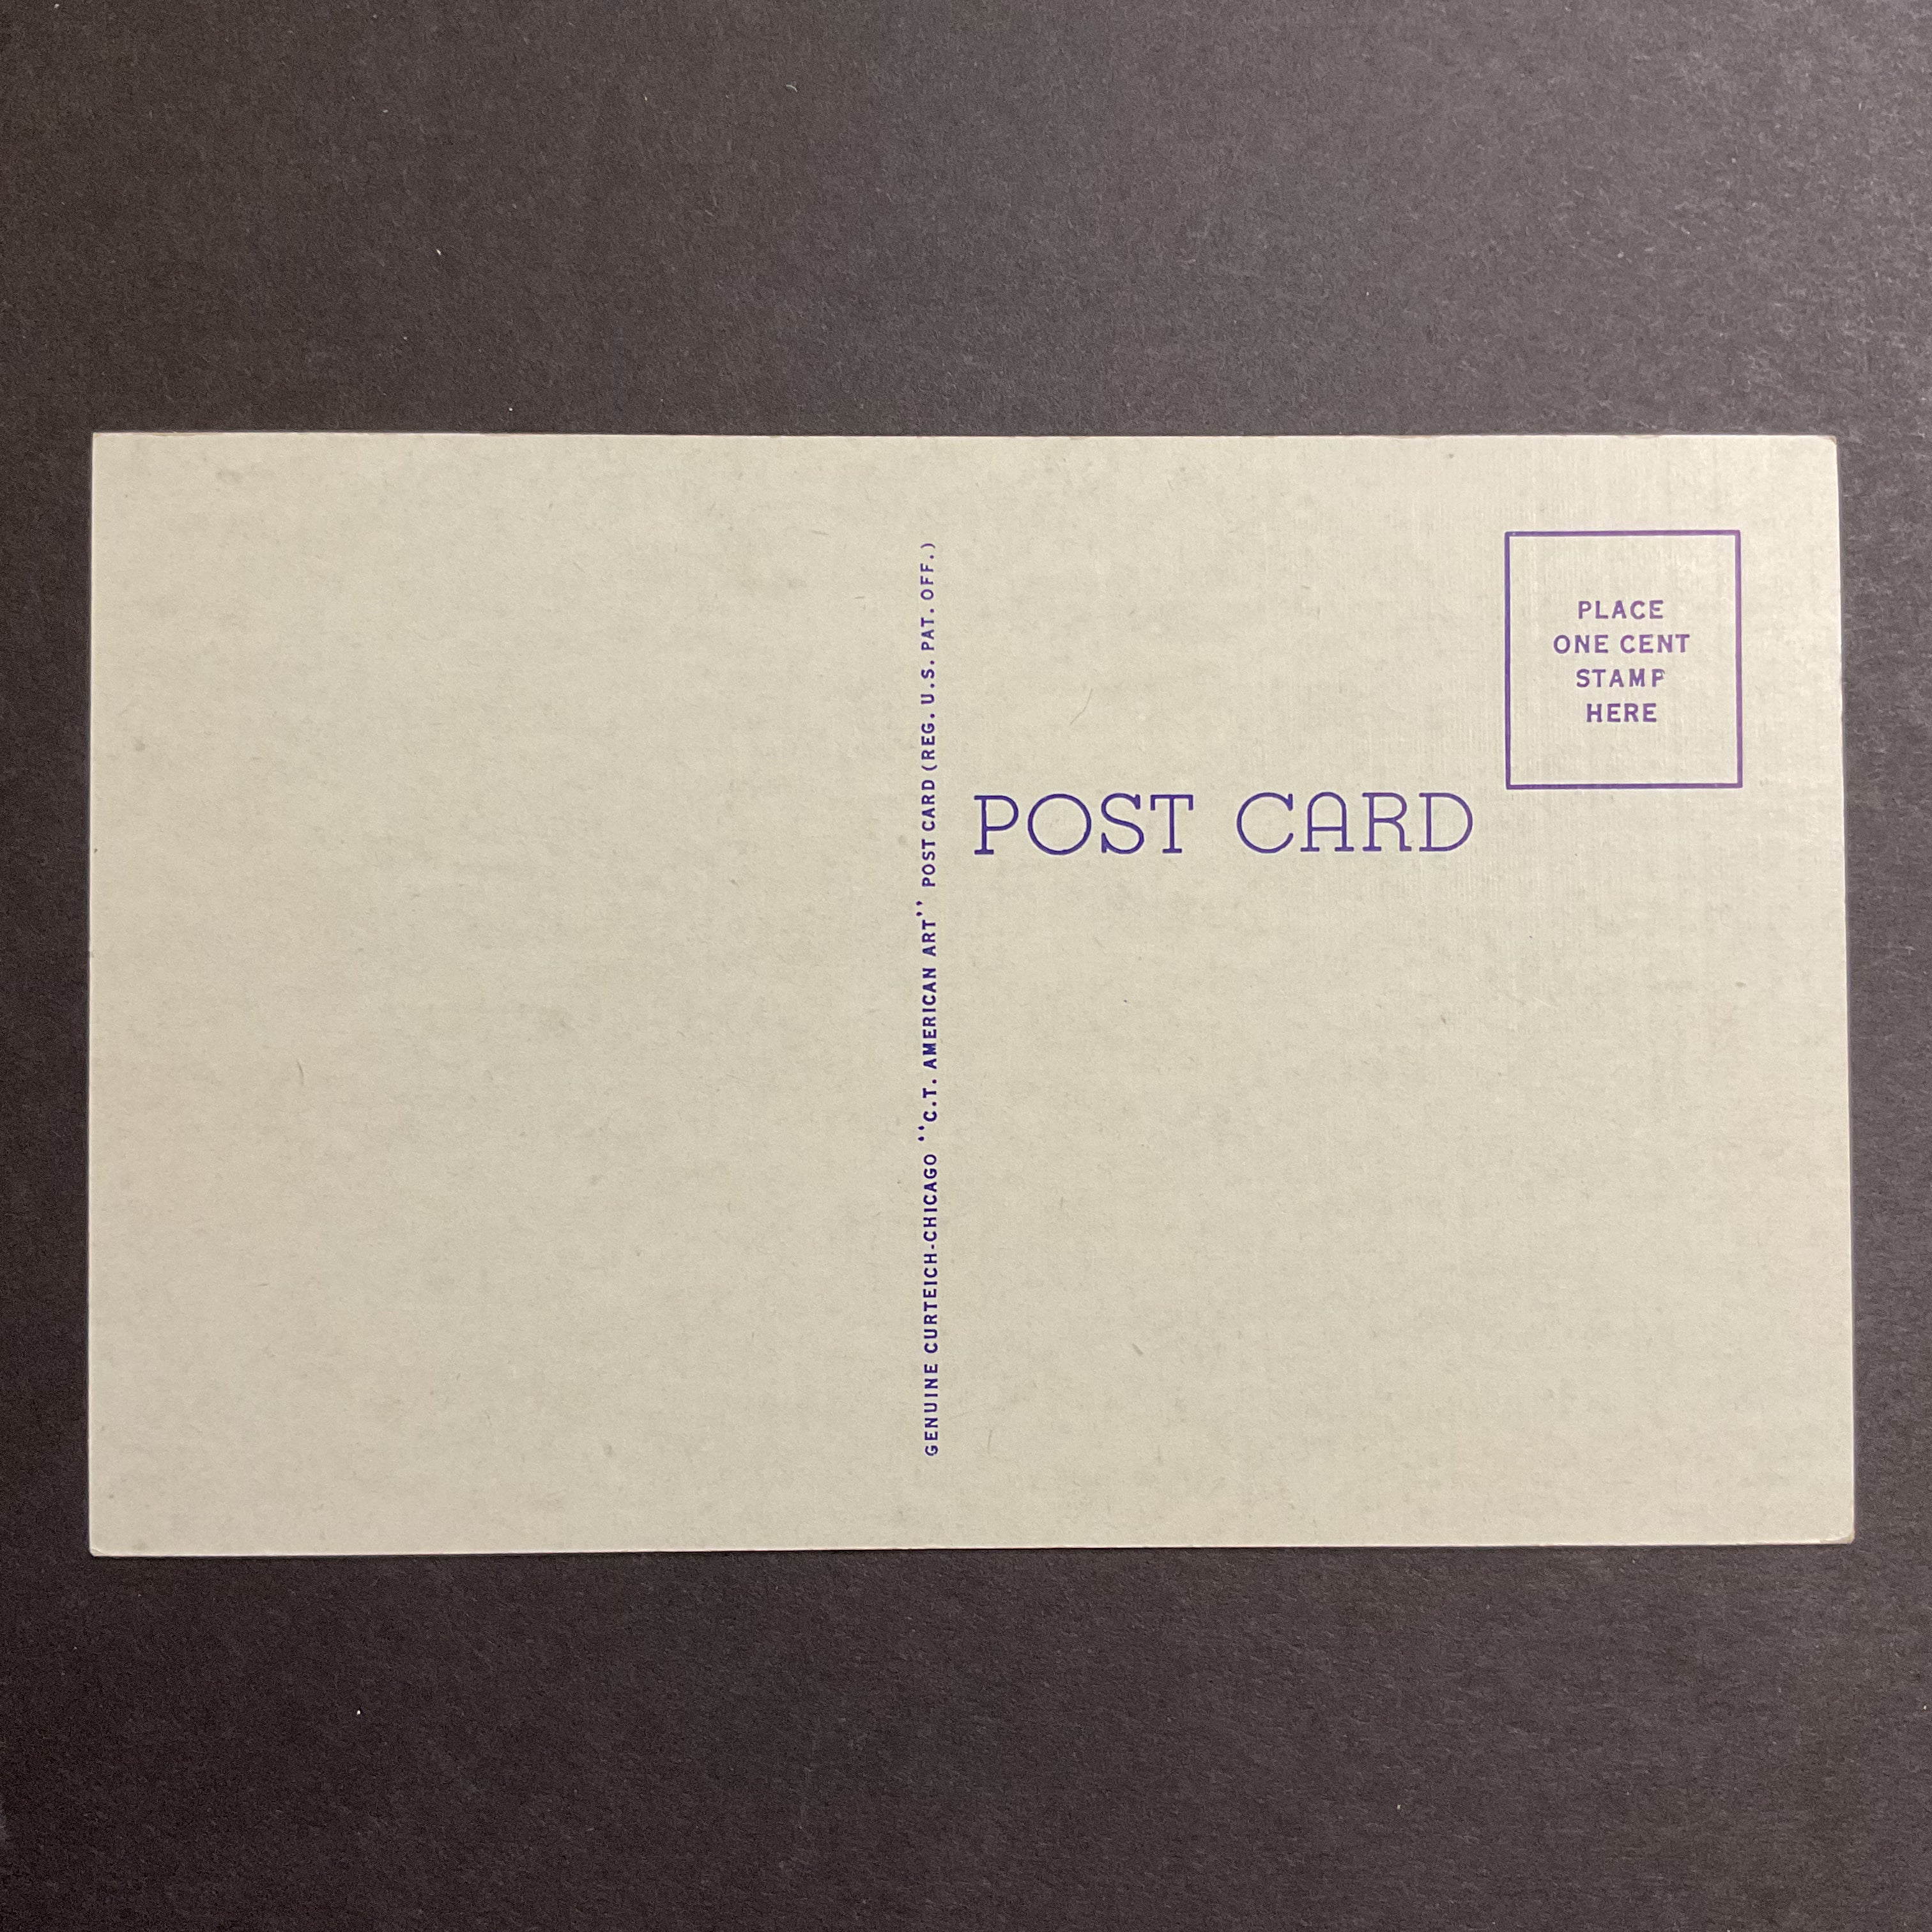 GENUINE CURTEICH-CHICAGO "C.T. AMERICAN ART" POST CARD (REG. U.S. PAT. OFF.)
POST CARD
PLACE
ONE CENT
STAMP
HERE